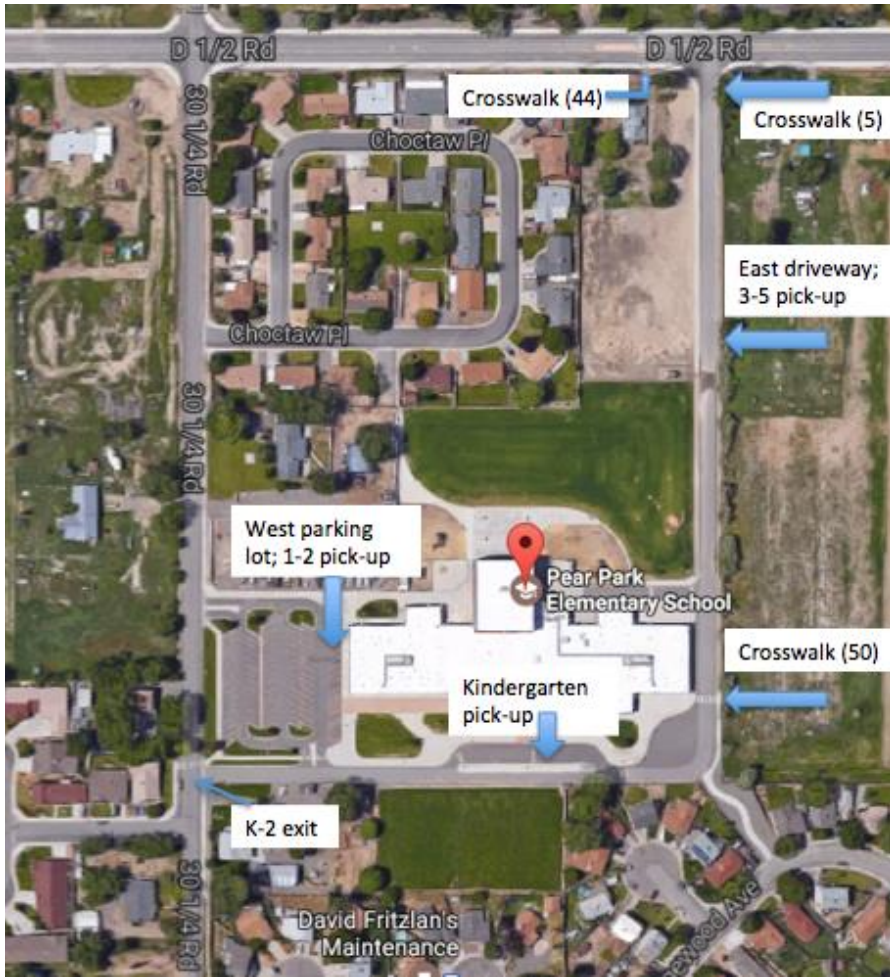 D 1/2 Rd
D 1/2 Rd
30 1/4 Rd
Crosswalk (44)
Crosswalk (5)
Choctaw Pl
East driveway;
3-5 pick-up
Choctaw Pl
30 1/4 Rd
West parking
lot; 1-2 pick-up
Pear Park
Elementary School
Crosswalk (50)
Kindergarten
pick-up
K-2 exit
30 1/4 Rd
David Fritzlan's
Maintenance
Ave